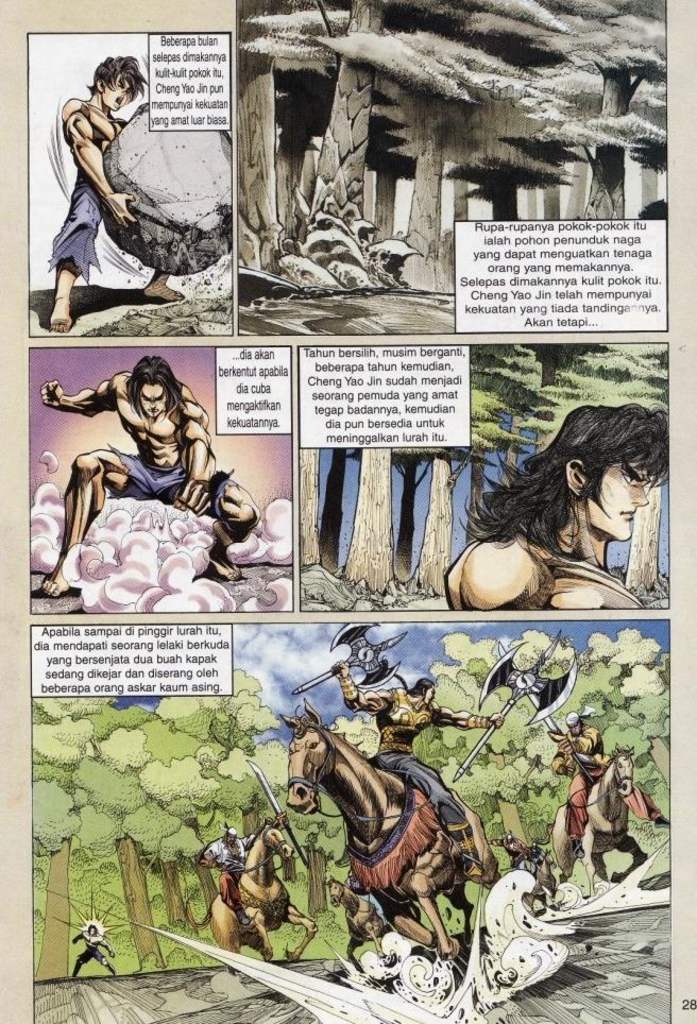 Beberapa bulan
selepas dimakannya
kulit-kulit pokok itu,
Cheng Yao Jin pun
mempunyai kekuatan
yang amat luar biasa.
Rupa-rupanya pokok-pokok itu
ialah pohon penunduk naga
yang dapat mengukuhkan tenaga
orang yang memakannya.
Selepas dimakannya kulit pokok itu.
Cheng Yao Jin telah mempunyai
kekuatan yang tiada tandingannya.
Akan tetapi...
...dia akan
berkentut apabila
dia cuba
mengaktifkan
kekuatannya.
Tahun bersilih, musim berganti,
beberapa tahun kemudian,
Cheng Yao Jin sudah menjadi
seorang pemuda yang amat
tegap badannya, kemudian
dia pun bersedia untuk
meninggalkan lurah itu.
Apabila sampai di pinggir lurah itu,
dia mendapati seorang lelaki berkuda
yang bersenjata dua buah kapak
sedang dikejar dan diserang oleh
beberapa orang askar kaum asing.
28